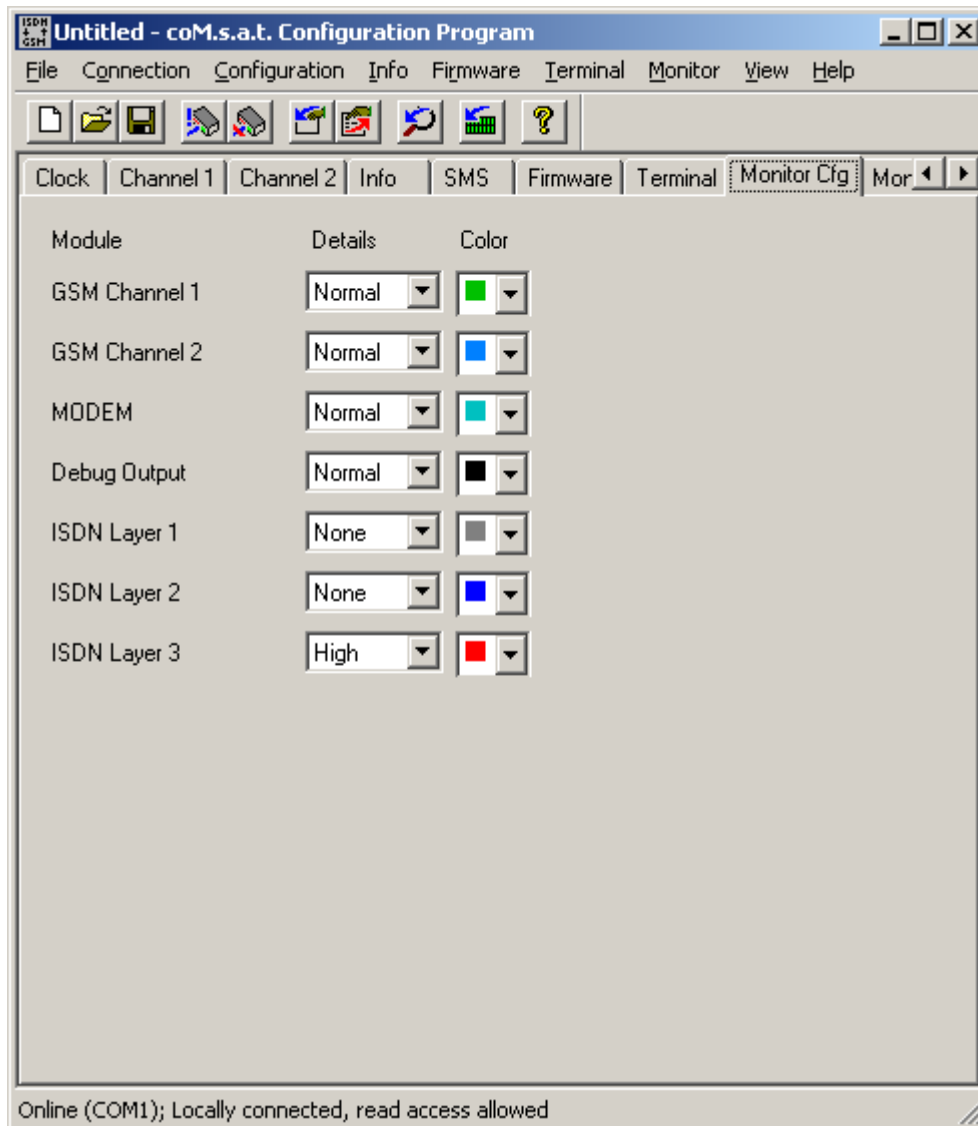 ISDN
GSM
Untitled - coM.s.a.t. Configuration Program
File Connection Configuration Info Firmware Terminal Monitor View Help
Clock Channel 1 Channel 2 Info SMS Firmware Terminal Monitor Cfg Mor
Module Details Color
GSM Channel 1 Normal
GSM Channel 2 Normal
MODEM Normal
Debug Output Normal
ISDN Layer 1 None
ISDN Layer 2 None
ISDN Layer 3 High
Online (COM1); Locally connected, read access allowed